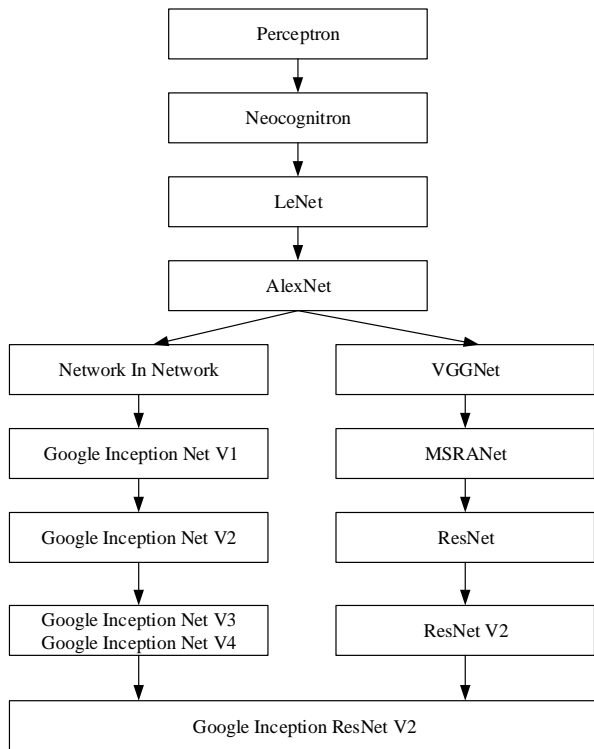 Perceptron
Neocognitron
LeNet
AlexNet
Network In Network
VGGNet
Google Inception Net V1
MSRANet
Google Inception Net V2
ResNet
Google Inception Net V3
Google Inception Net V4
ResNet V2
Google Inception ResNet V2